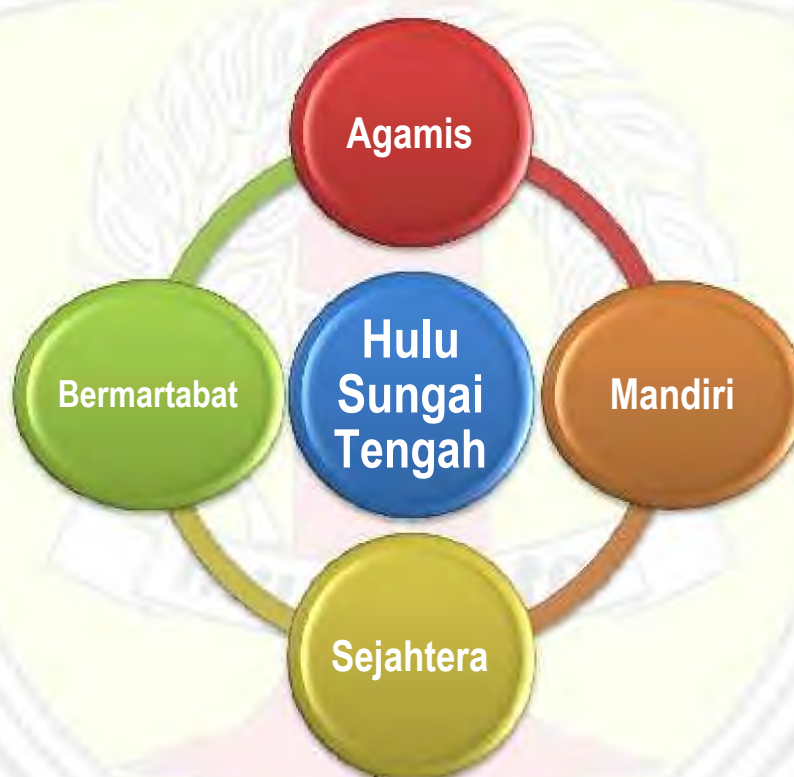 Agamis
Hulu
Sungai
Tengah
Bermartabat
Mandiri
Sejahtera